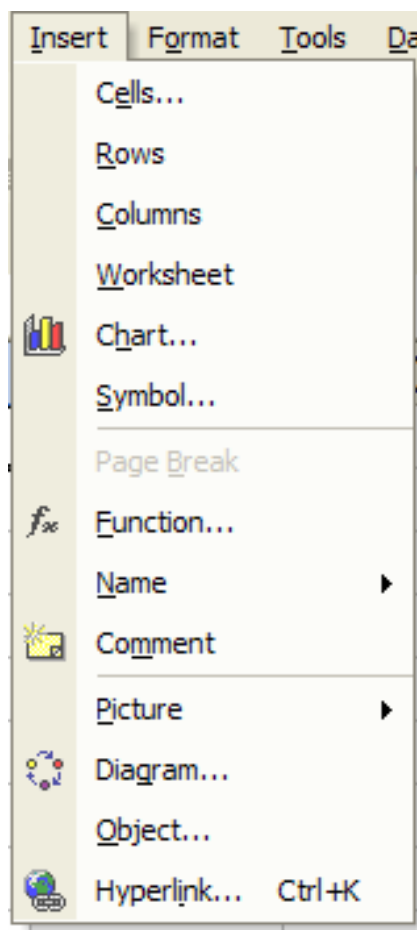 Insert Format Tools Da
Cells...
Rows
Columns
Worksheet
Chart...
Symbol...
Page Break
fx Function...
Name
Comment
Picture
Diagram...
Object...
Hyperlink... Ctrl+K